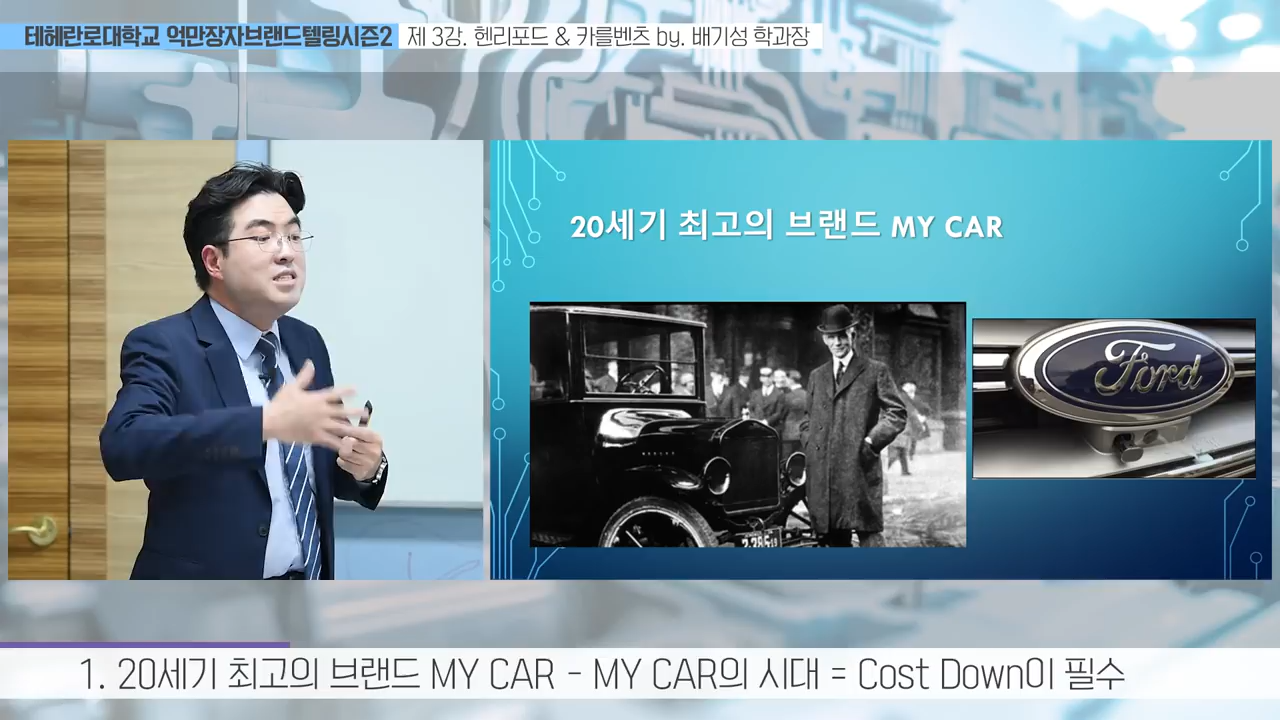 테헤란로대학교 억만장자브랜드텔링시즌2 제 3강. 헨리포드 & 카를벤츠 by. 배기성 학과장
20세기 최고의 브랜드 MY CAR
Ford
1. 20세기 최고의 브랜드 MY CAR - MY CAR의 시대 = Cost Down이 필수